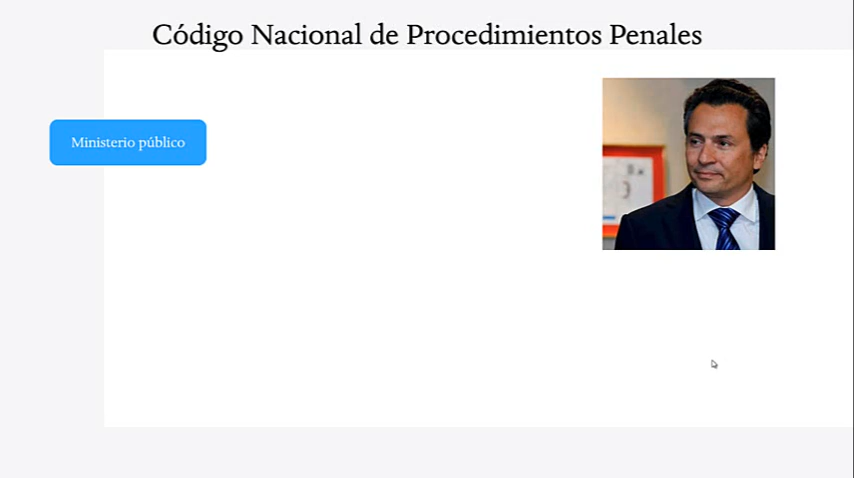 Código Nacional de Procedimientos Penales
Ministerio público